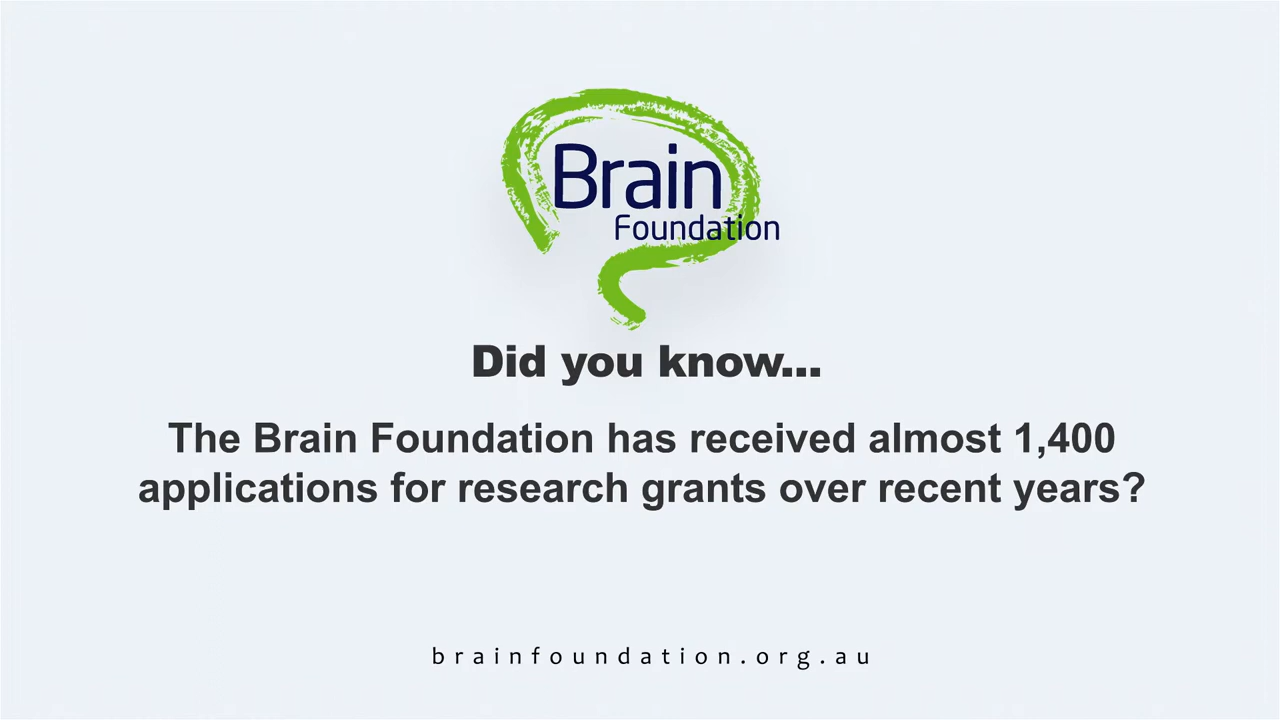 Brain
Foundation
Did you know...
The Brain Foundation has received almost 1,400
applications for research grants over recent years?
brainfoundation.org.au